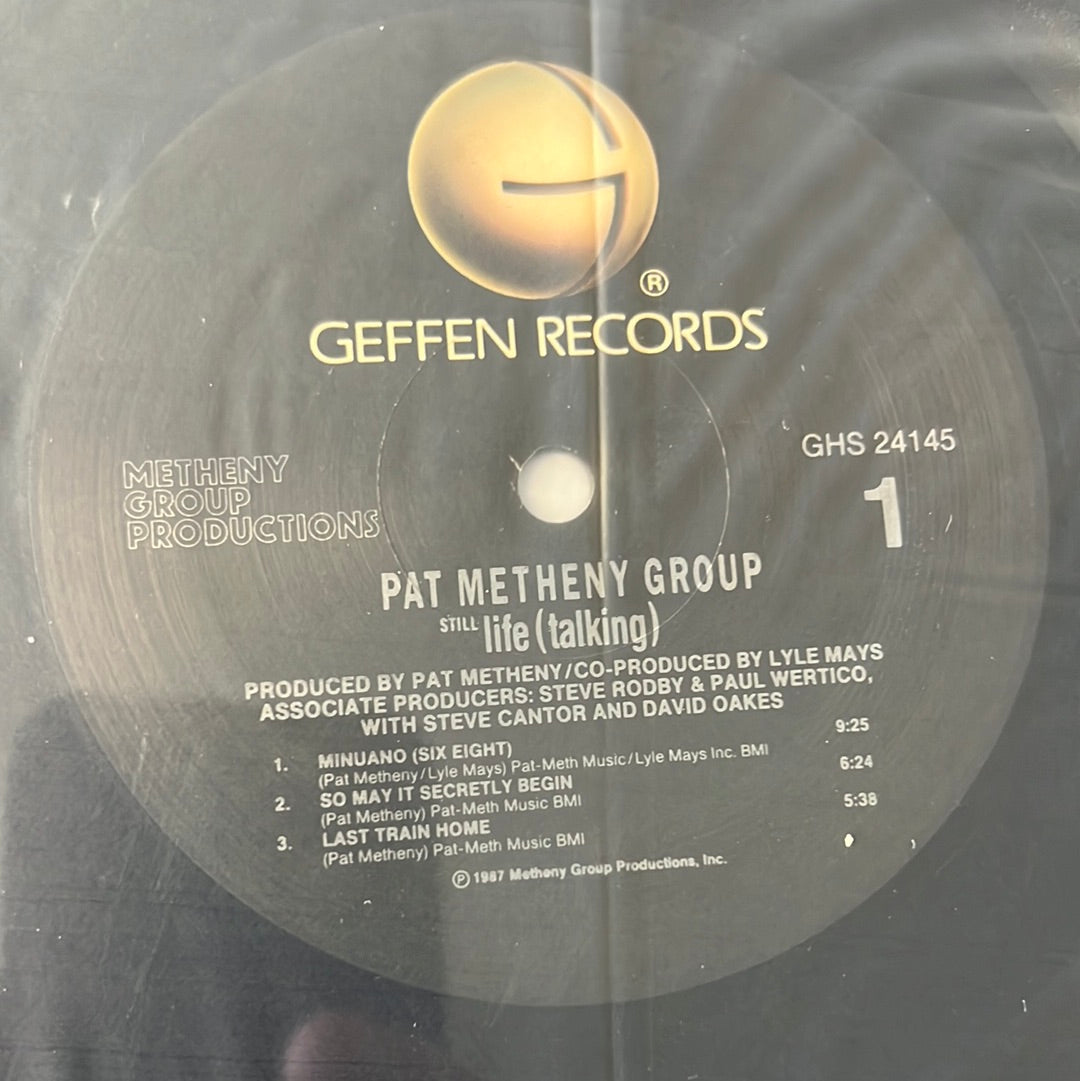 G
®
GEFFEN RECORDS
METHENY
GROUP
PRODUCTIONS
GHS 24145
1
PAT METHENY GROUP
STILL life (talking)
PRODUCED BY PAT METHENY/CO-PRODUCED BY LYLE MAYS
ASSOCIATE PRODUCERS: STEVE RODBY & PAUL WERTICO,
WITH STEVE CANTOR AND DAVID OAKES
1. MINUANO (SIX EIGHT) 9:25
(Pat Metheny/Lyle Mays) Pat-Meth Music/Lyle Mays Inc. BMI
2. SO MAY IT SECRETLY BEGIN 6:24
(Pat Metheny) Pat-Meth Music BMI
3. LAST TRAIN HOME 5:38
(Pat Metheny) Pat-Meth Music BMI
℗ 1987 Metheny Group Productions, Inc.